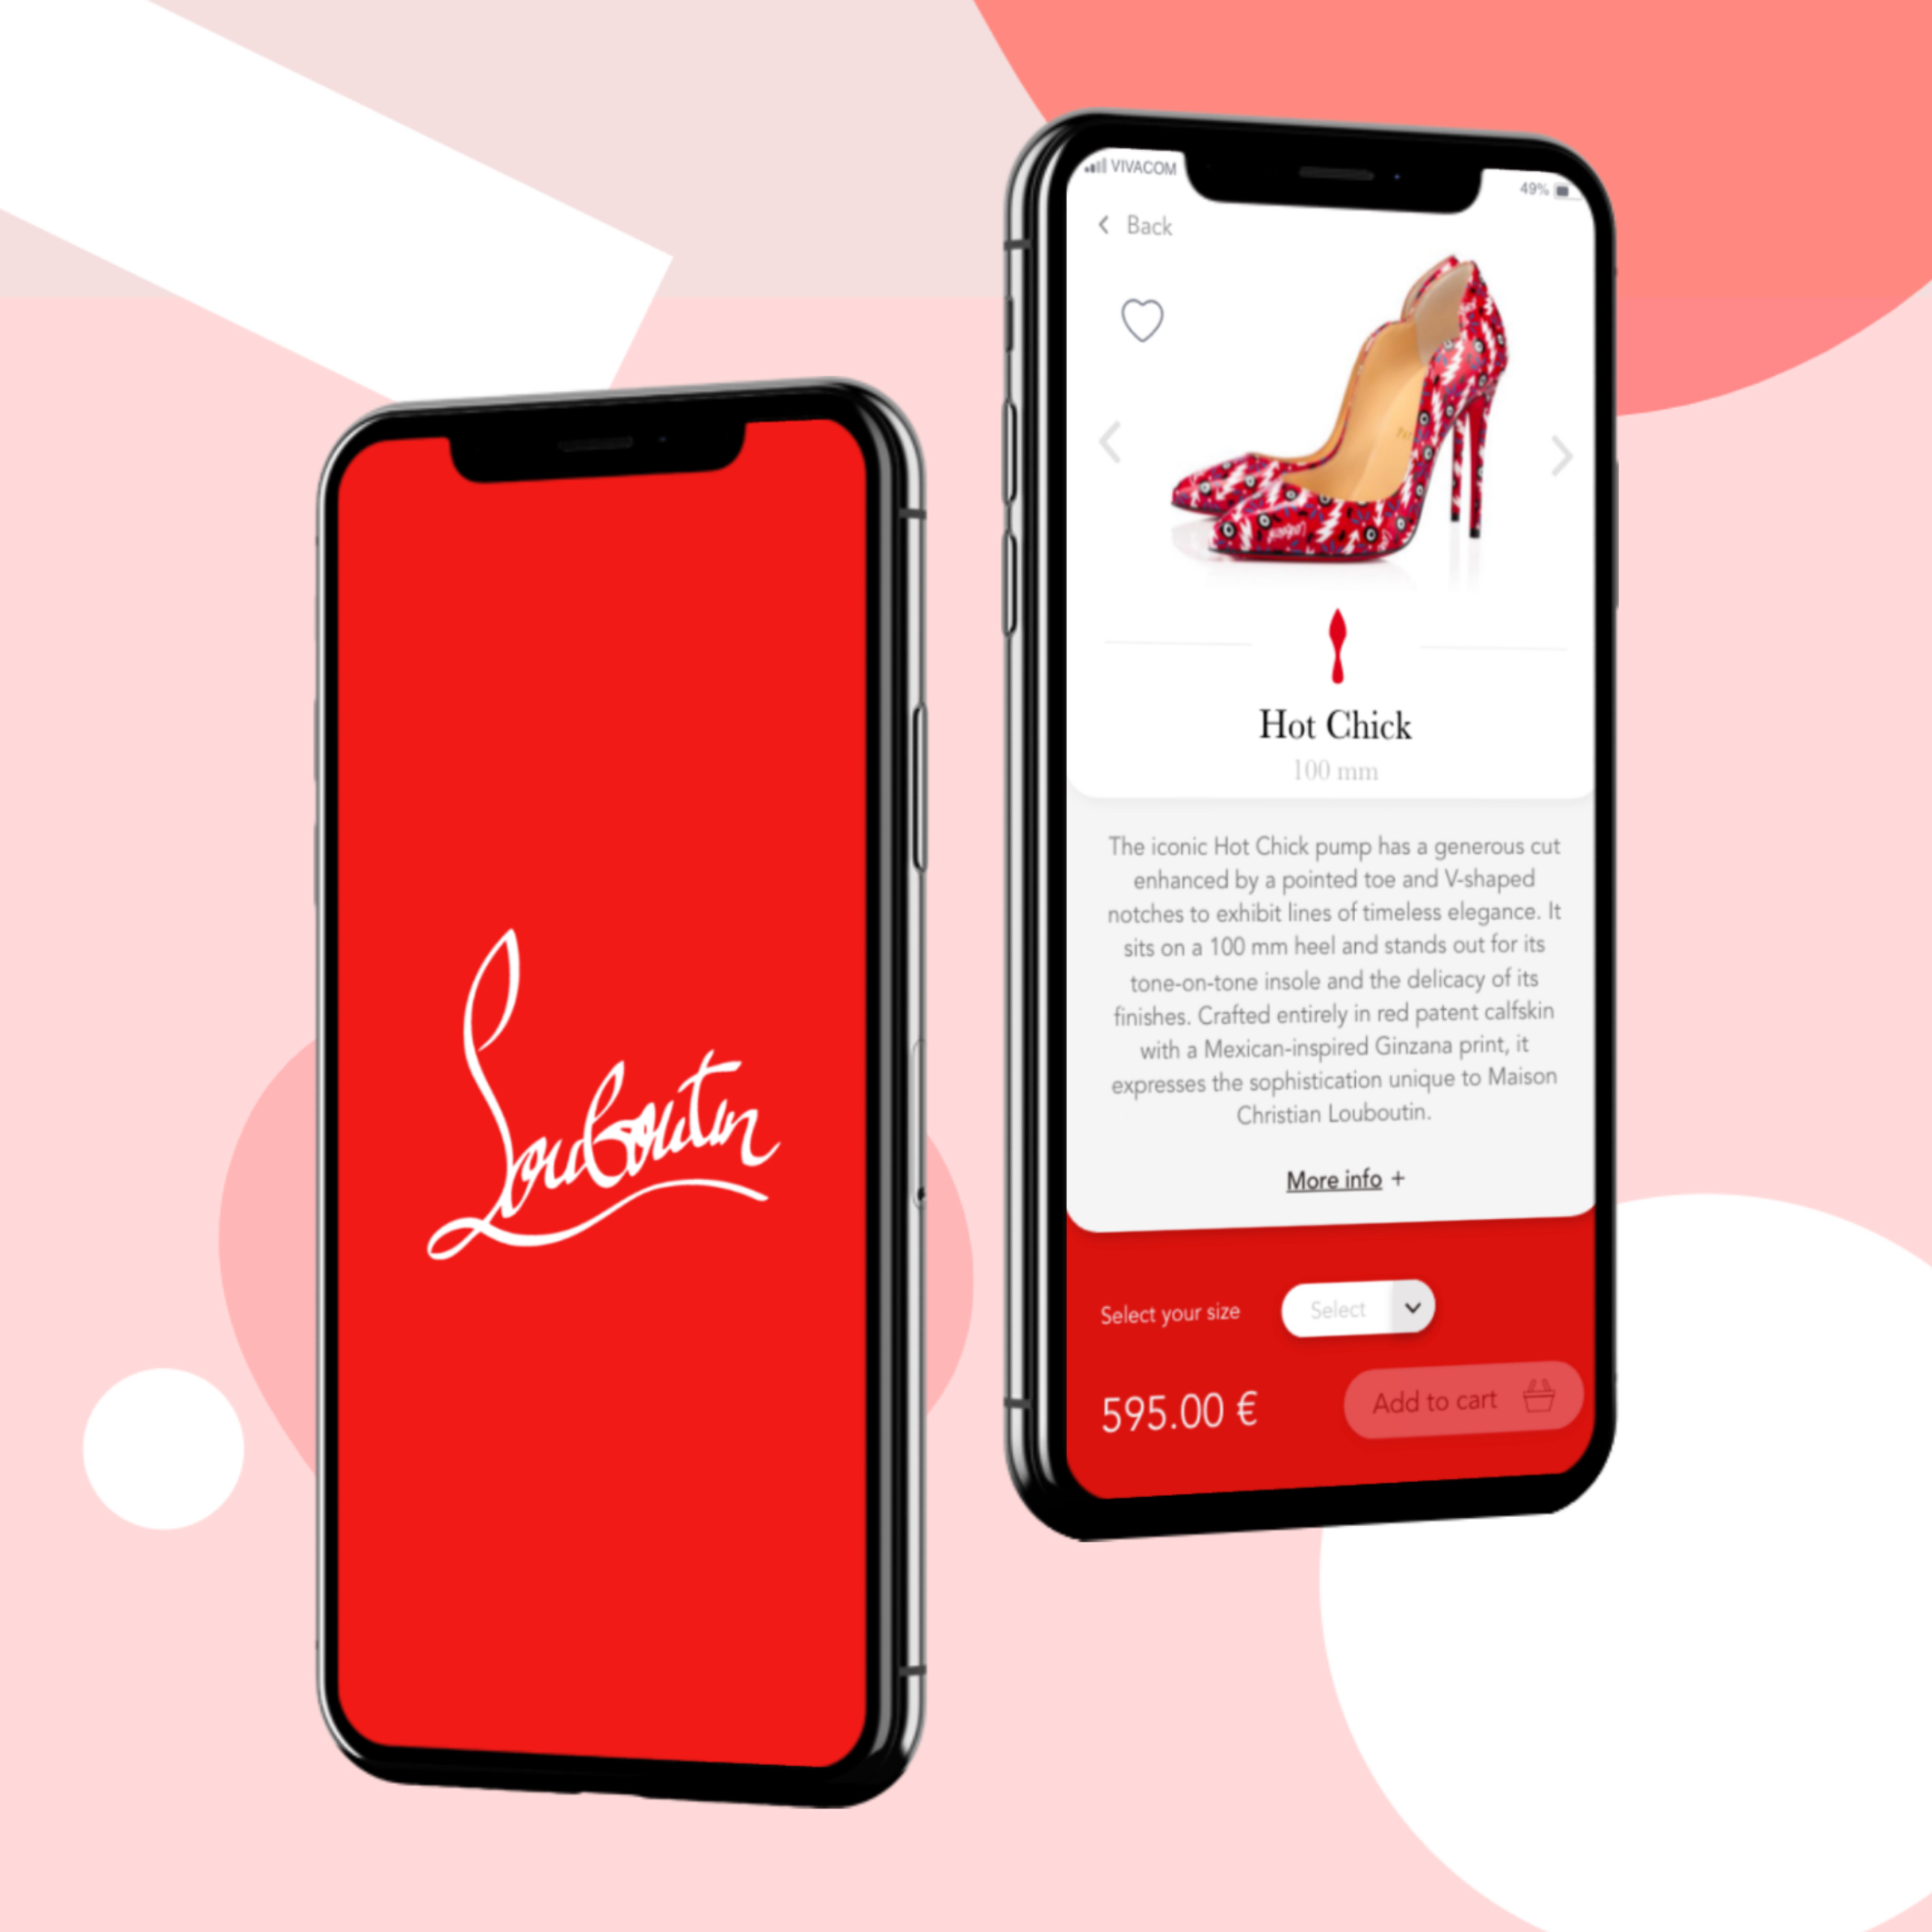 Louboutin
VIVACOM
49%
Back
Hot Chick
100 mm
The iconic Hot Chick pump has a generous cut
enhanced by a pointed toe and V-shaped
notches to exhibit lines of timeless elegance. It
sits on a 100 mm heel and stands out for its
tone-on-tone insole and the delicacy of its
finishes. Crafted entirely in red patent calfskin
with a Mexican-inspired Ginzana print, it
expresses the sophistication unique to Maison
Christian Louboutin.
More info +
Select your size
Select
595.00 €
Add to cart